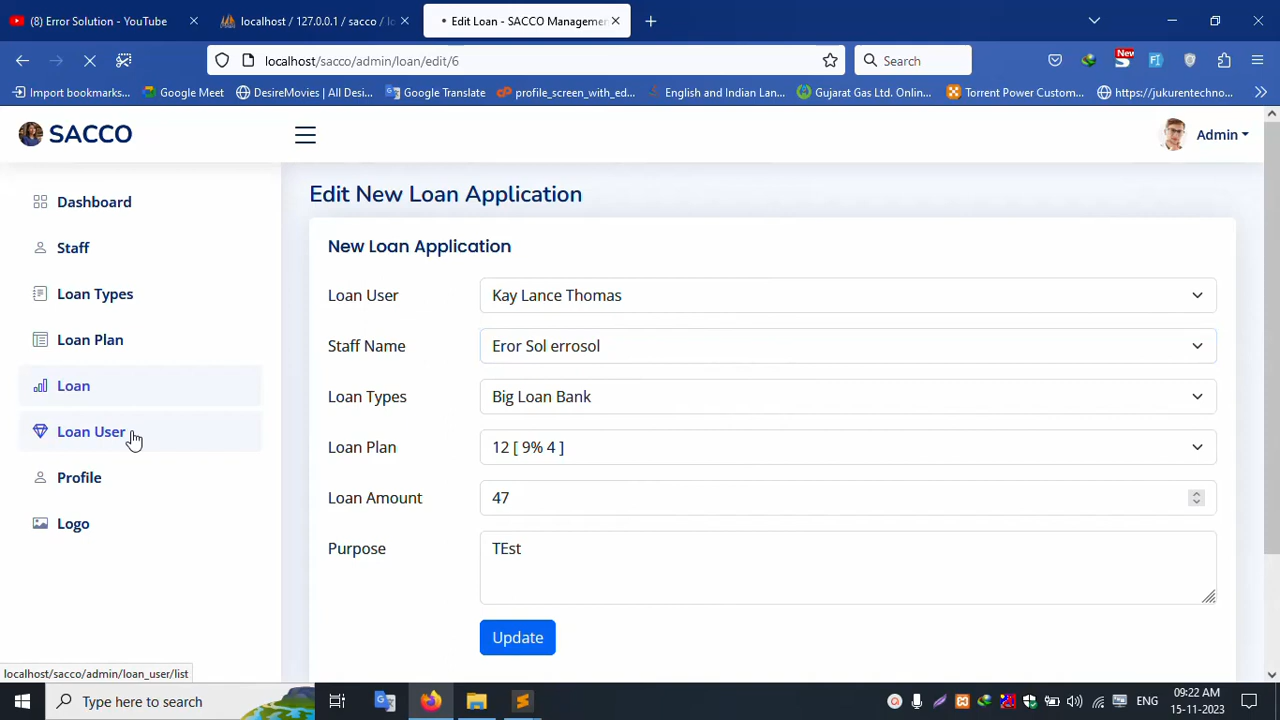 (8) Error Solution - YouTube
localhost / 127.0.0.1 / sacco / lo
Edit Loan - SACCO Managemen
localhost/sacco/admin/loan/edit/6
Search
New
Import bookmarks...
Google Meet
DesireMovies | All Desi...
Google Translate
profile_screen_with_ed...
English and Indian Lan...
Gujarat Gas Ltd. Onlin...
Torrent Power Custom...
https://jukurentechno...
SACCO
Admin
Dashboard
Staff
Loan Types
Loan Plan
Loan
Loan User
Profile
Logo
Edit New Loan Application
New Loan Application
Loan User
Kay Lance Thomas
Staff Name
Eror Sol errosol
Loan Types
Big Loan Bank
Loan Plan
12 [ 9% 4 ]
Loan Amount
47
Purpose
TEst
Update
localhost/sacco/admin/loan_user/list
Type here to search
ENG
09:22 AM
15-11-2023